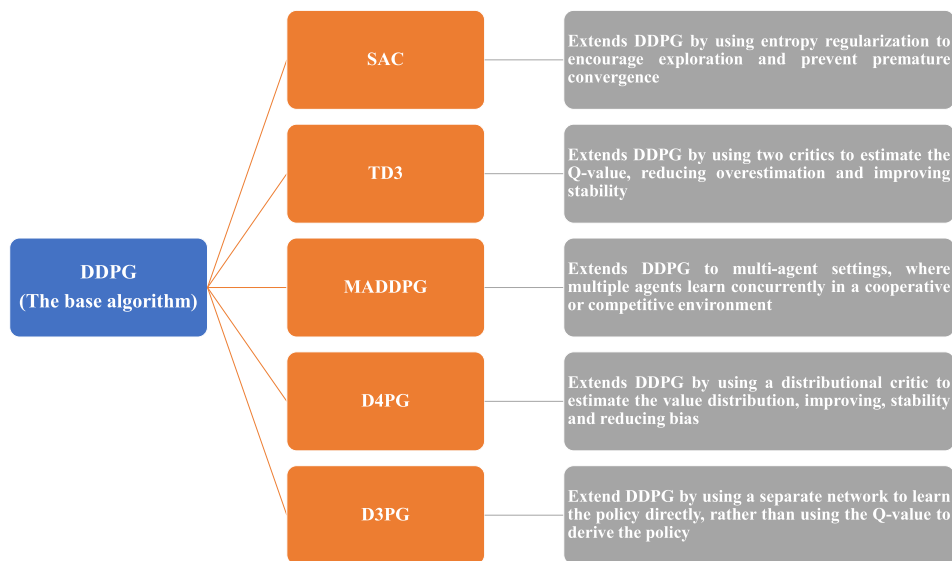 SAC
Extends DDPG by using entropy regularization to
encourage exploration and prevent premature
convergence
TD3
Extends DDPG by using two critics to estimate the
Q-value, reducing overestimation and improving
stability
DDPG
(The base algorithm)
MADDPG
Extends DDPG to multi-agent settings, where
multiple agents learn concurrently in a cooperative
or competitive environment
D4PG
Extends DDPG by using a distributional critic to
estimate the value distribution, improving, stability
and reducing bias
D3PG
Extend DDPG by using a separate network to learn
the policy directly, rather than using the Q-value to
derive the policy